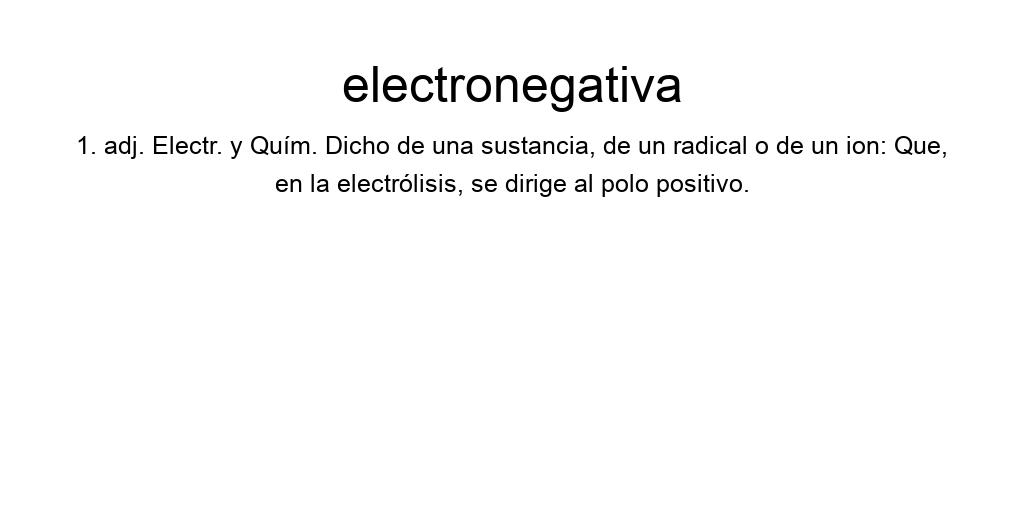 electronegativa
1. adj. Electr. y Quím. Dicho de una sustancia, de un radical o de un ion: Que,
en la electrólisis, se dirige al polo positivo.